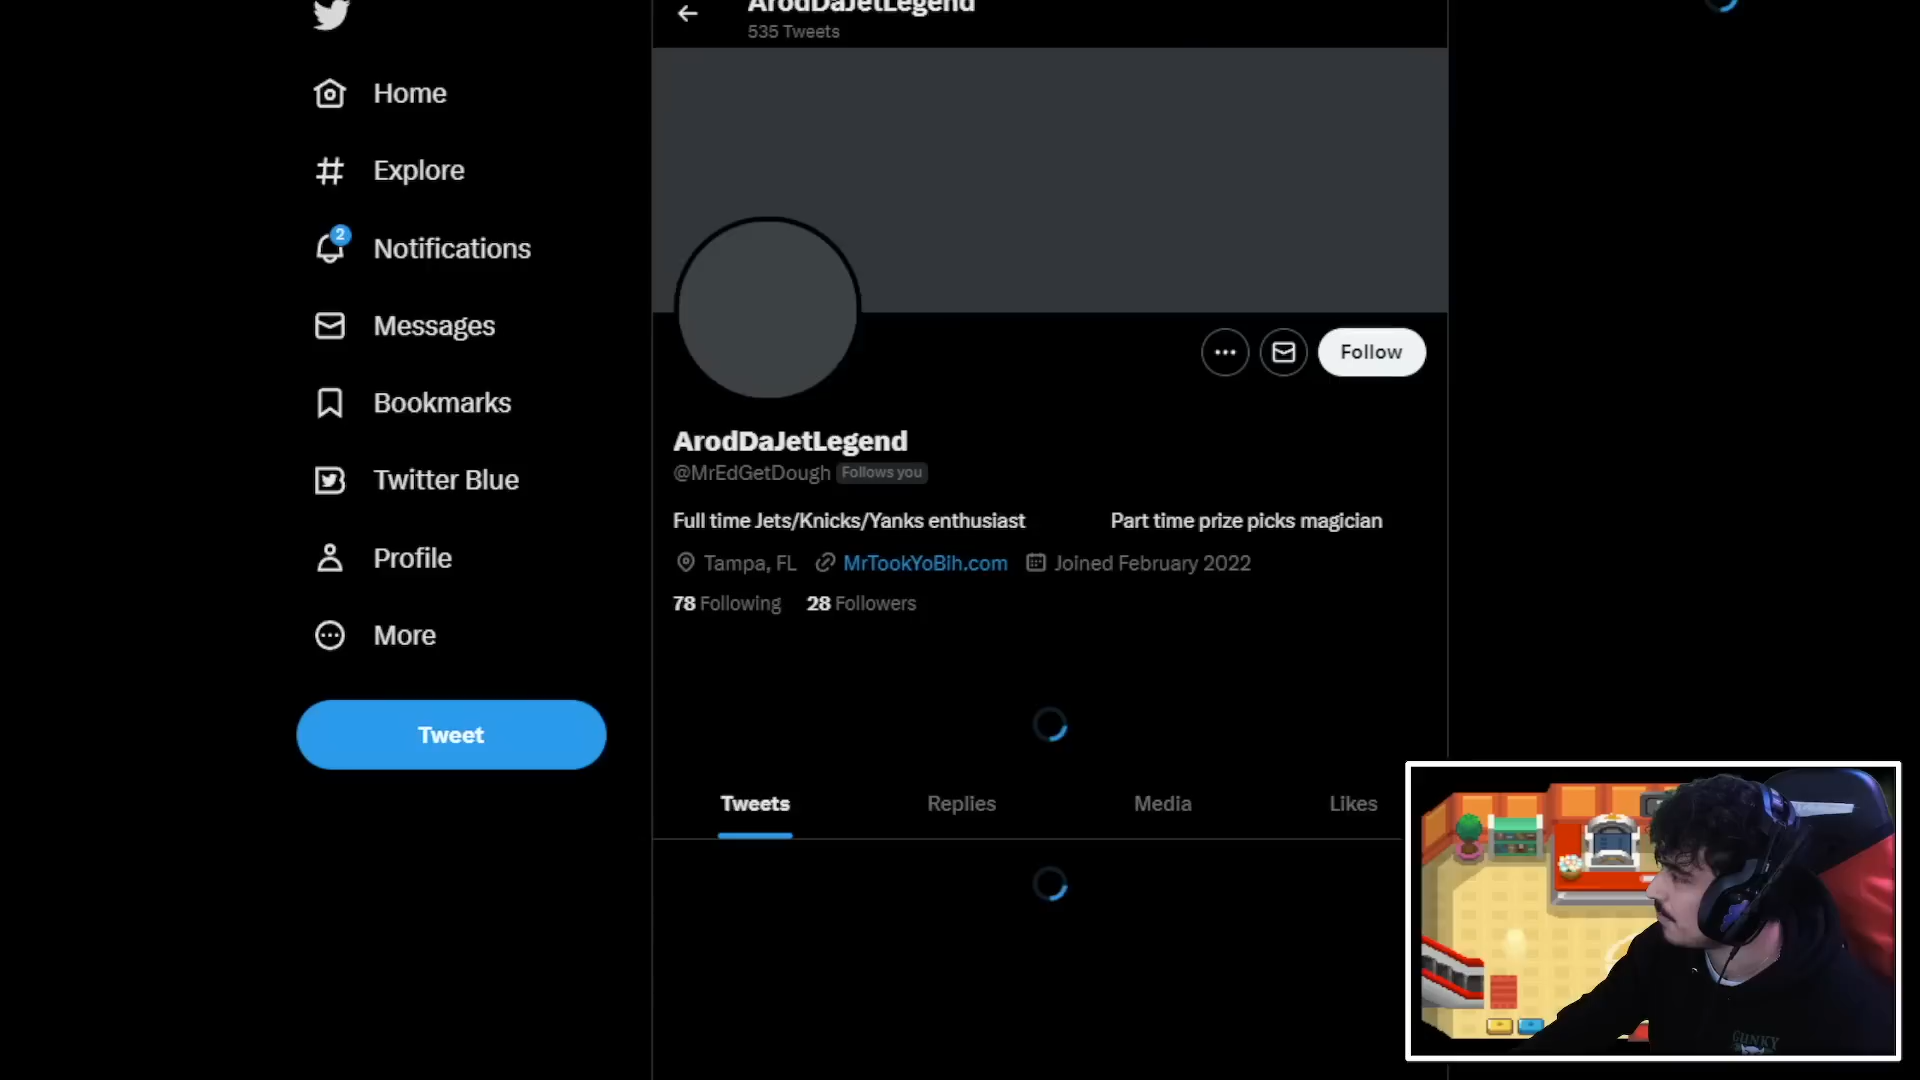 ArodDaJetLegend
535 Tweets
Home
Explore
2
Notifications
Messages
Bookmarks
Twitter Blue
Profile
More
Tweet
Follow
ArodDaJetLegend
@MrEdGetDough Follows you
Full time Jets/Knicks/Yanks enthusiast Part time prize picks magician
Tampa, FL MrTookYoBih.com Joined February 2022
78 Following 28 Followers
Tweets Replies Media Likes
GUNKY